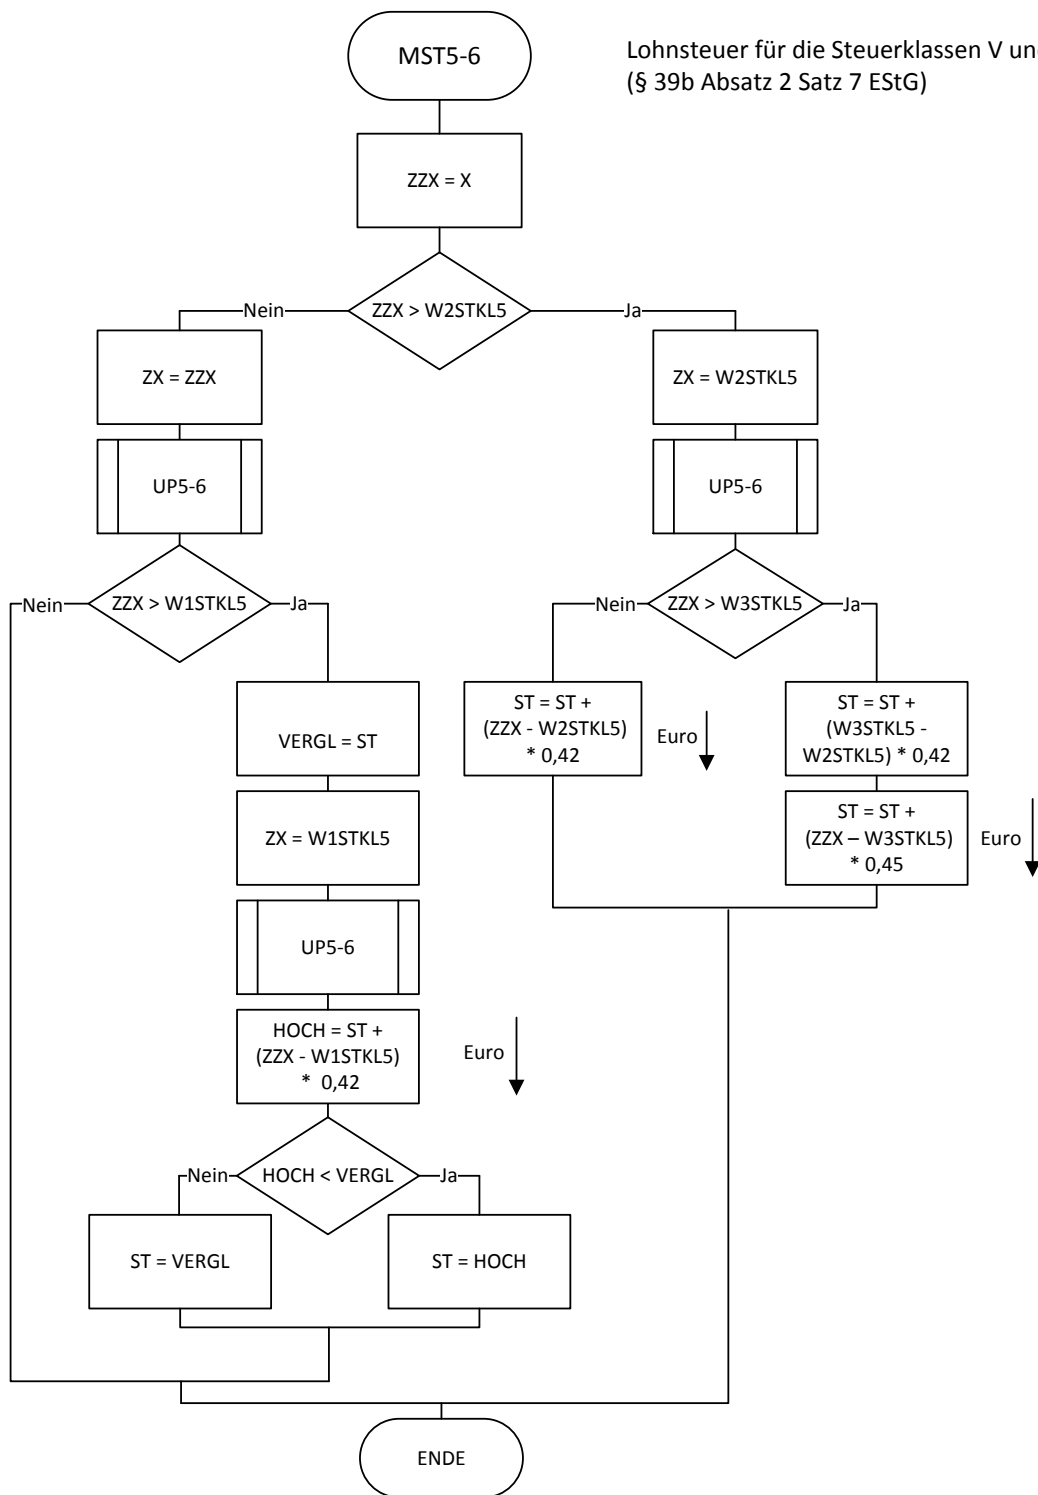 MST5-6
Lohnsteuer für die Steuerklassen V un
(§ 39b Absatz 2 Satz 7 EStG)
ZZX = X
ZZX > W2STKL5
Nein
Ja
ZX = ZZX
ZX = W2STKL5
UP5-6
UP5-6
ZZX > W1STKL5
Nein
Ja
ZZX > W3STKL5
Nein
Ja
VERGL = ST
ST = ST +
(ZZX - W2STKL5)
* 0,42
Euro
ST = ST +
(W3STKL5 -
W2STKL5) * 0,42
ZX = W1STKL5
ST = ST +
(ZZX – W3STKL5)
* 0,45
Euro
UP5-6
HOCH = ST +
(ZZX - W1STKL5)
* 0,42
Euro
HOCH < VERGL
Nein
Ja
ST = VERGL
ST = HOCH
ENDE